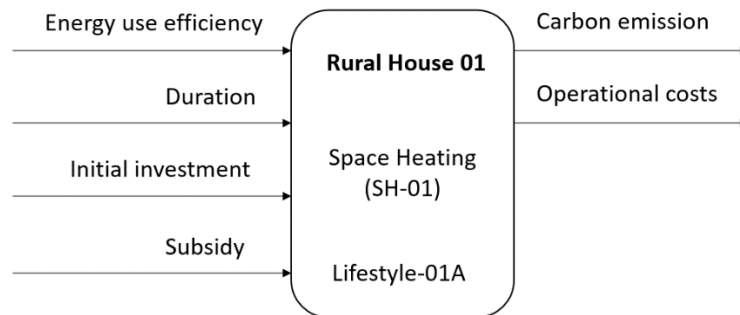 Energy use efficiency
Duration
Initial investment
Subsidy
Rural House 01
Space Heating
(SH-01)
Lifestyle-01A
Carbon emission
Operational costs